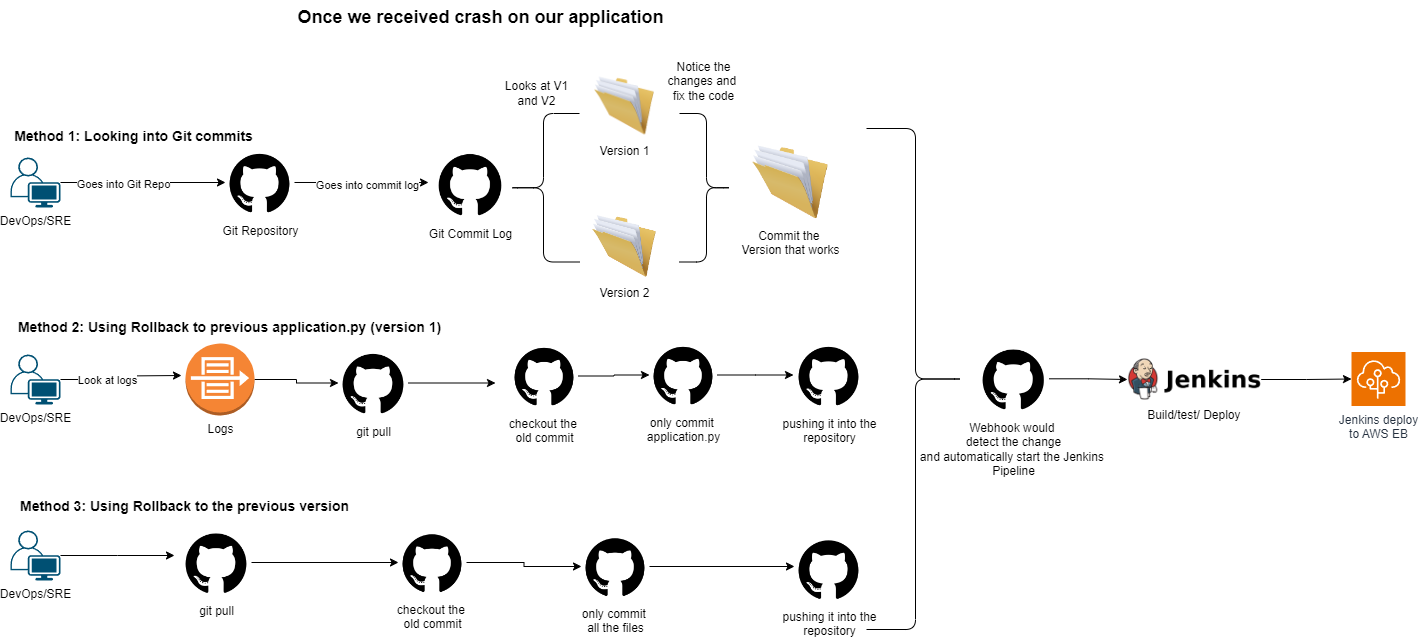 Once we received crash on our application
Looks at V1
and V2
Notice the
changes and
fix the code
Method 1: Looking into Git commits
Version 1
Goes into Git Repo
Goes into commit log
DevOps/SRE
Git Repository
Git Commit Log
Commit the
Version that works
Version 2
Method 2: Using Rollback to previous application.py (version 1)
Look at logs
DevOps/SRE
Logs
git pull
checkout the
old commit
only commit
application.py
pushing it into the
repository
Webhook would
detect the change
and automatically start the Jenkins
Pipeline
Jenkins
Build/test/ Deploy
Jenkins deploy
to AWS EB
Method 3: Using Rollback to the previous version
DevOps/SRE
git pull
checkout the
old commit
only commit
all the files
pushing it into the
repository